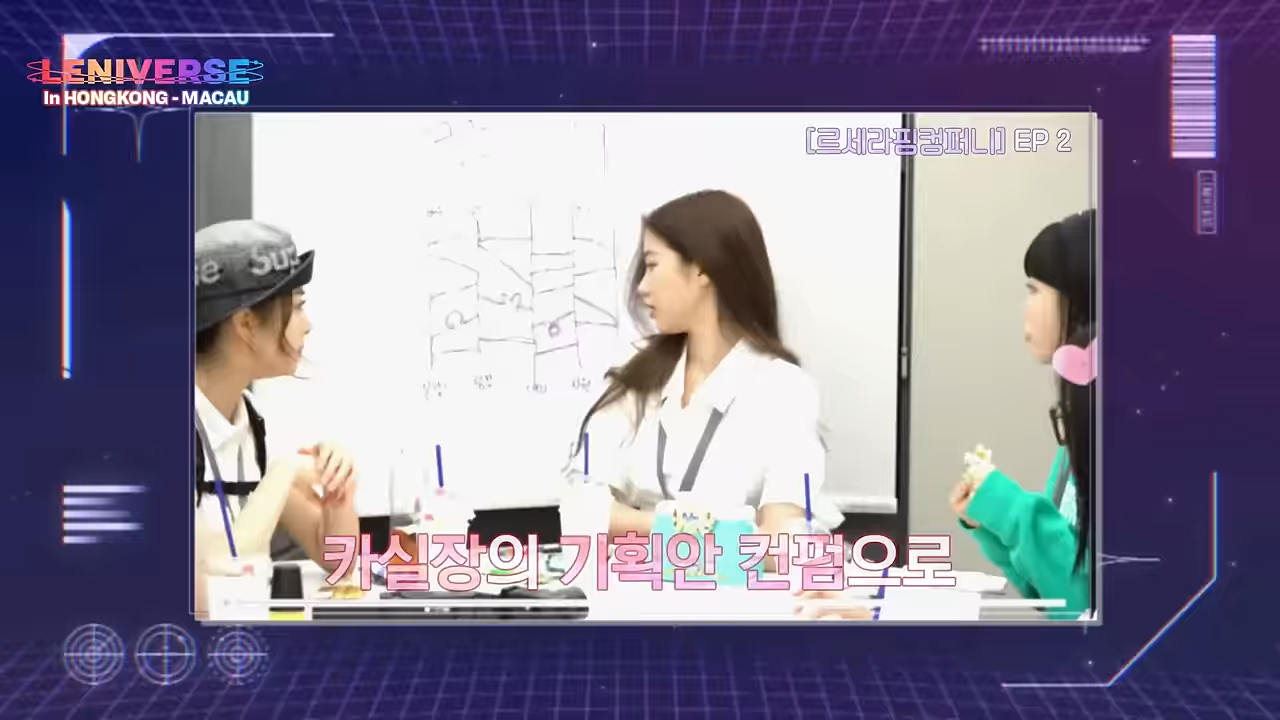 LENIVERSE
In HONGKONG - MACAU
[르세라핌컴퍼니] EP 2
Sup
카실장의 기획안 컨펌으로